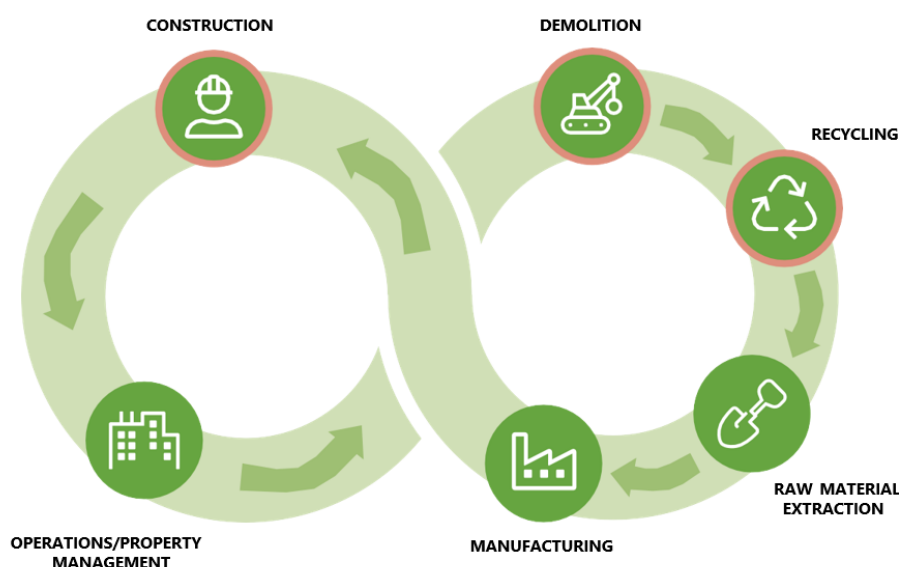 CONSTRUCTION
DEMOLITION
RECYCLING
RAW MATERIAL
EXTRACTION
MANUFACTURING
OPERATIONS/PROPERTY
MANAGEMENT